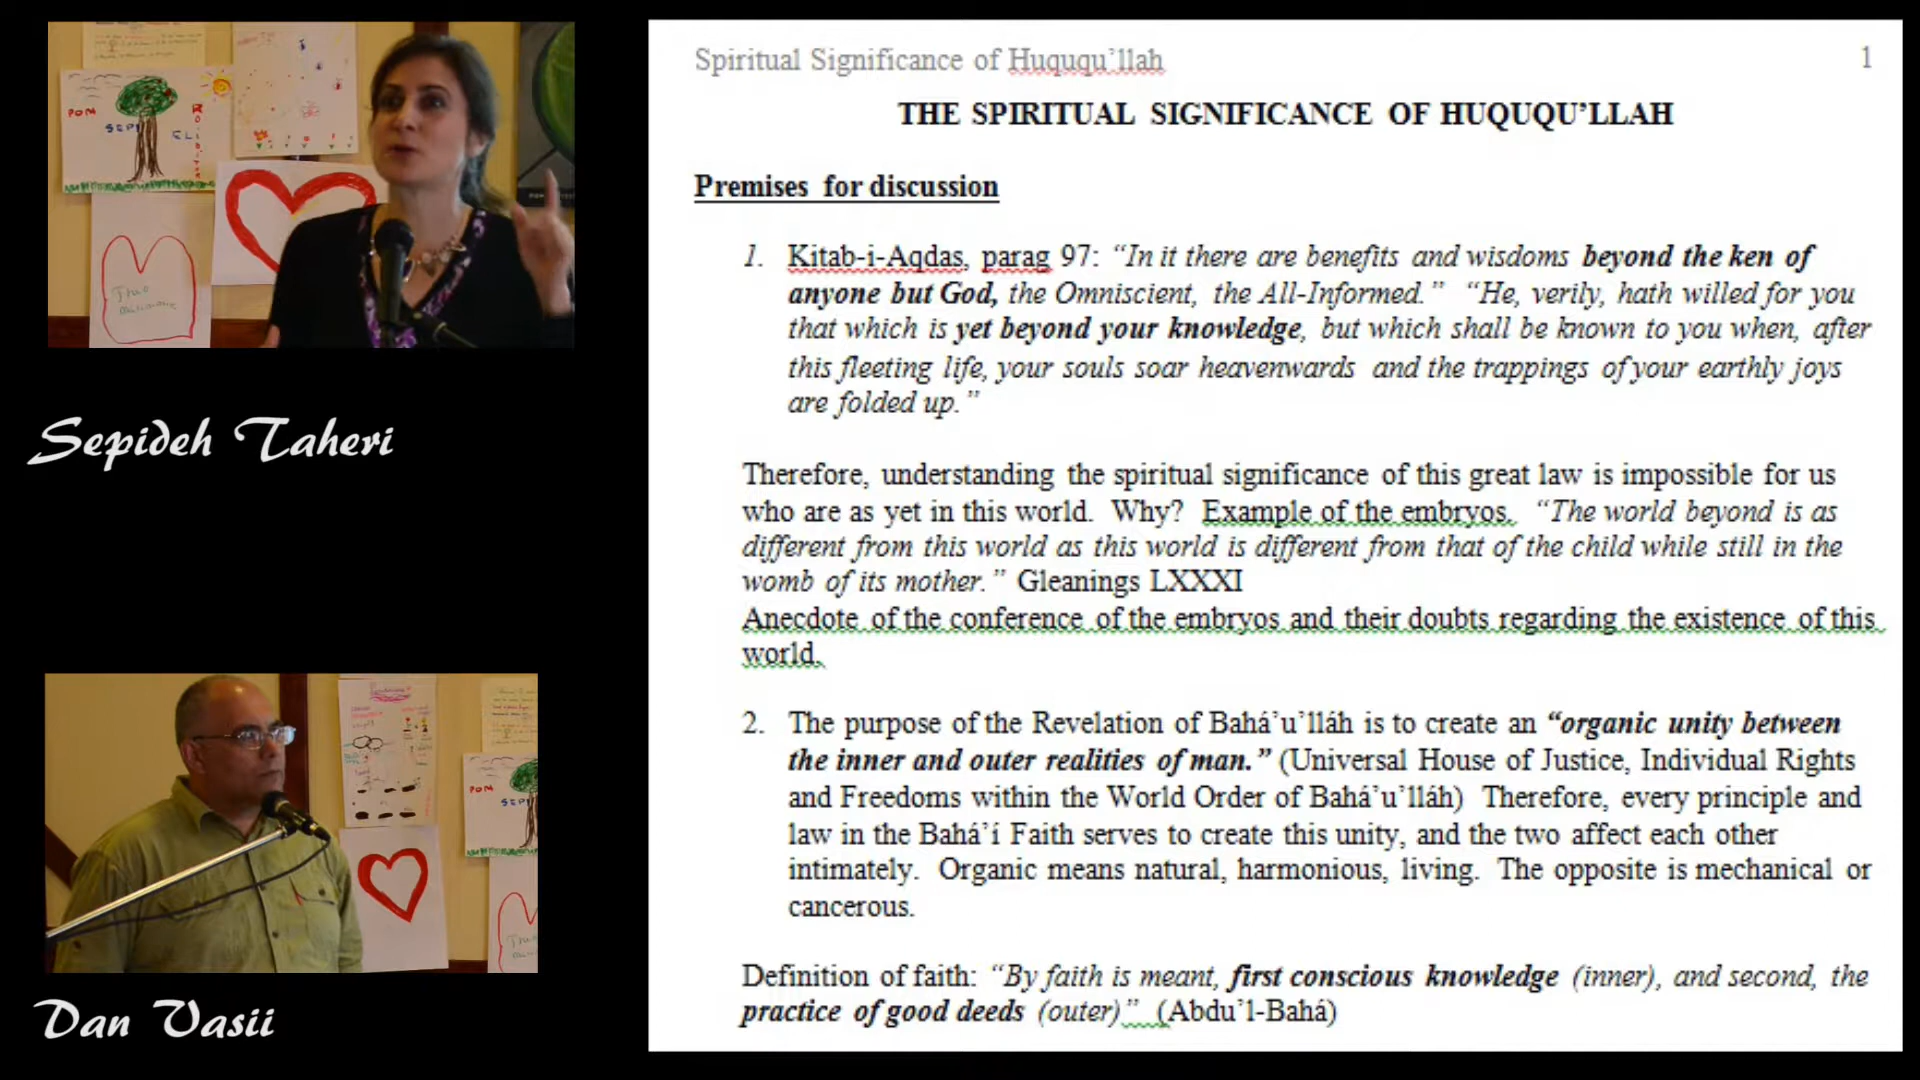 POM
SEPI
ELI
Sepideh Taheri
POM
SEPI
Dan Vasii
Spiritual Significance of Huququ’llah 1
THE SPIRITUAL SIGNIFICANCE OF HUQUQU’LLAH
Premises for discussion
1. Kitab-i-Aqdas, parag 97: “In it there are benefits and wisdoms beyond the ken of
anyone but God, the Omniscient, the All-Informed.” “He, verily, hath willed for you
that which is yet beyond your knowledge, but which shall be known to you when, after
this fleeting life, your souls soar heavenwards and the trappings of your earthly joys
are folded up.”
Therefore, understanding the spiritual significance of this great law is impossible for us
who are as yet in this world. Why? Example of the embryos. “The world beyond is as
different from this world as this world is different from that of the child while still in the
womb of its mother.” Gleanings LXXXI
Anecdote of the conference of the embryos and their doubts regarding the existence of this
world.
2. The purpose of the Revelation of Bahá’u’lláh is to create an “organic unity between
the inner and outer realities of man.” (Universal House of Justice, Individual Rights
and Freedoms within the World Order of Bahá’u’lláh) Therefore, every principle and
law in the Bahá’í Faith serves to create this unity, and the two affect each other
intimately. Organic means natural, harmonious, living. The opposite is mechanical or
cancerous.
Definition of faith: “By faith is meant, first conscious knowledge (inner), and second, the
practice of good deeds (outer)” (Abdu’l-Bahá)